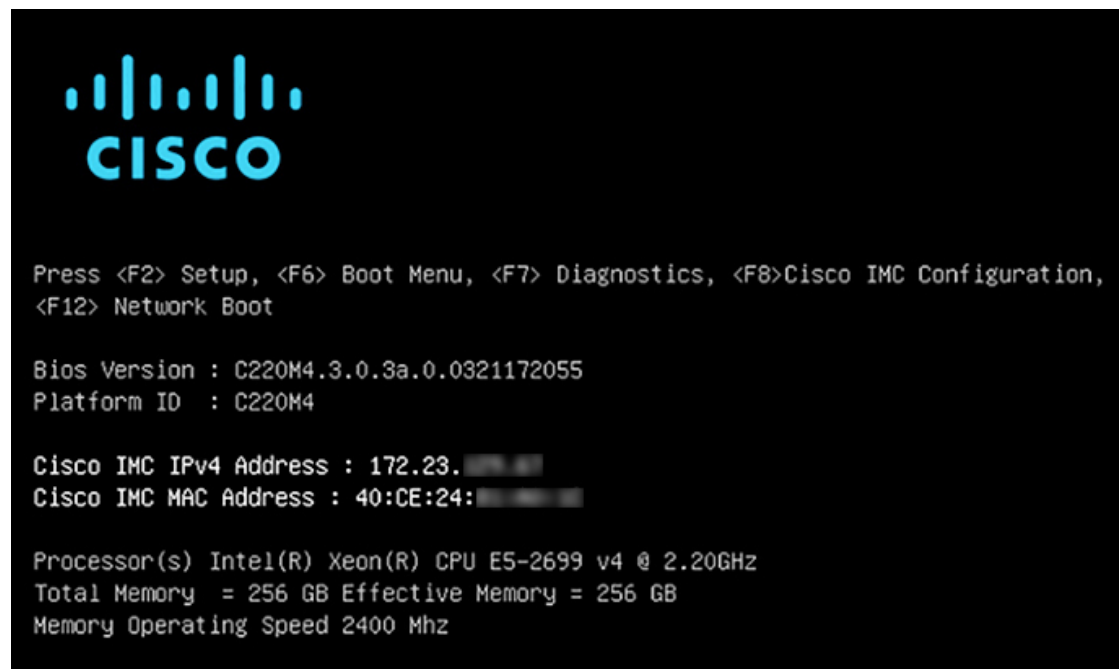 CISCO
Press <F2> Setup, <F6> Boot Menu, <F7> Diagnostics, <F8>Cisco IMC Configuration,
<F12> Network Boot
Bios Version : C220M4.3.0.3a.0.0321172055
Platform ID : C220M4
Cisco IMC IPv4 Address : 172.23.
Cisco IMC MAC Address : 40:CE:24:
Processor(s) Intel(R) Xeon(R) CPU E5-2699 v4 @ 2.20GHz
Total Memory = 256 GB Effective Memory = 256 GB
Memory Operating Speed 2400 Mhz